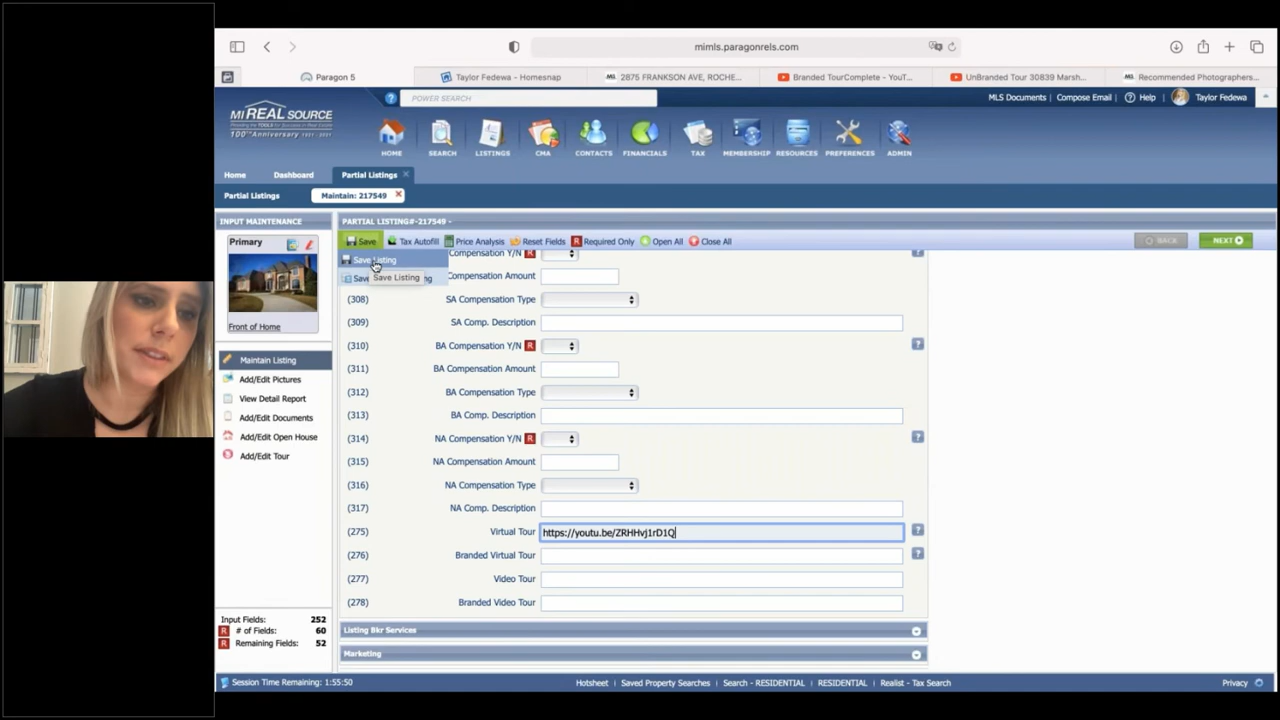 mimls.paragonrels.com
Paragon 5
Taylor Fedewa - Homesnap
2875 FRANKSON AVE, ROCHE...
Branded TourComplete - YouT...
UnBranded Tour 30839 Marsh...
Recommended Photographers...
MI REAL SOURCE
100th Anniversary
POWER SEARCH
MLS Documents
Compose Email
Help
Taylor Fedewa
HOME
SEARCH
LISTINGS
CMA
CONTACTS
FINANCIALS
TAX
MEMBERSHIP
RESOURCES
PREFERENCES
ADMIN
Home
Dashboard
Partial Listings
Partial Listings
Maintain: 217549
INPUT MAINTENANCE
Primary
Front of Home
Maintain Listing
Add/Edit Pictures
View Detail Report
Add/Edit Documents
Add/Edit Open House
Add/Edit Tour
Input Fields: 252
R # of Fields: 60
R Remaining Fields: 52
PARTIAL LISTING#-217549 -
Save
Tax Autofill
Price Analysis
Reset Fields
R Required Only
Open All
Close All
BACK
NEXT
Save Listing
Save Listing
Compensation Y/N R
Compensation Amount
(308) SA Compensation Type
(309) SA Comp. Description
(310) BA Compensation Y/N R
(311) BA Compensation Amount
(312) BA Compensation Type
(313) BA Comp. Description
(314) NA Compensation Y/N R
(315) NA Compensation Amount
(316) NA Compensation Type
(317) NA Comp. Description
(275) Virtual Tour https://youtu.be/ZRHHvj1rD1Q
(276) Branded Virtual Tour
(277) Video Tour
(278) Branded Video Tour
Listing Bkr Services
Marketing
Session Time Remaining: 1:55:50
Hotsheet
Saved Property Searches
Search - RESIDENTIAL
RESIDENTIAL
Realist - Tax Search
Privacy